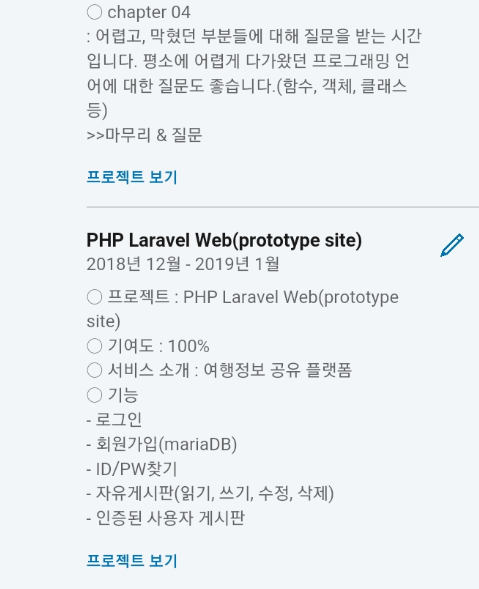 ○ chapter 04
: 어렵고, 막혔던 부분들에 대해 질문을 받는 시간
입니다. 평소에 어렵게 다가왔던 프로그래밍 언
어에 대한 질문도 좋습니다.(함수, 객체, 클래스
등)
>>마무리 & 질문
프로젝트 보기
PHP Laravel Web(prototype site)
2018년 12월 - 2019년 1월
○ 프로젝트 : PHP Laravel Web(prototype
site)
○ 기여도 : 100%
○ 서비스 소개 : 여행정보 공유 플랫폼
○ 기능
- 로그인
- 회원가입(mariaDB)
- ID/PW찾기
- 자유게시판(읽기, 쓰기, 수정, 삭제)
- 인증된 사용자 게시판
프로젝트 보기